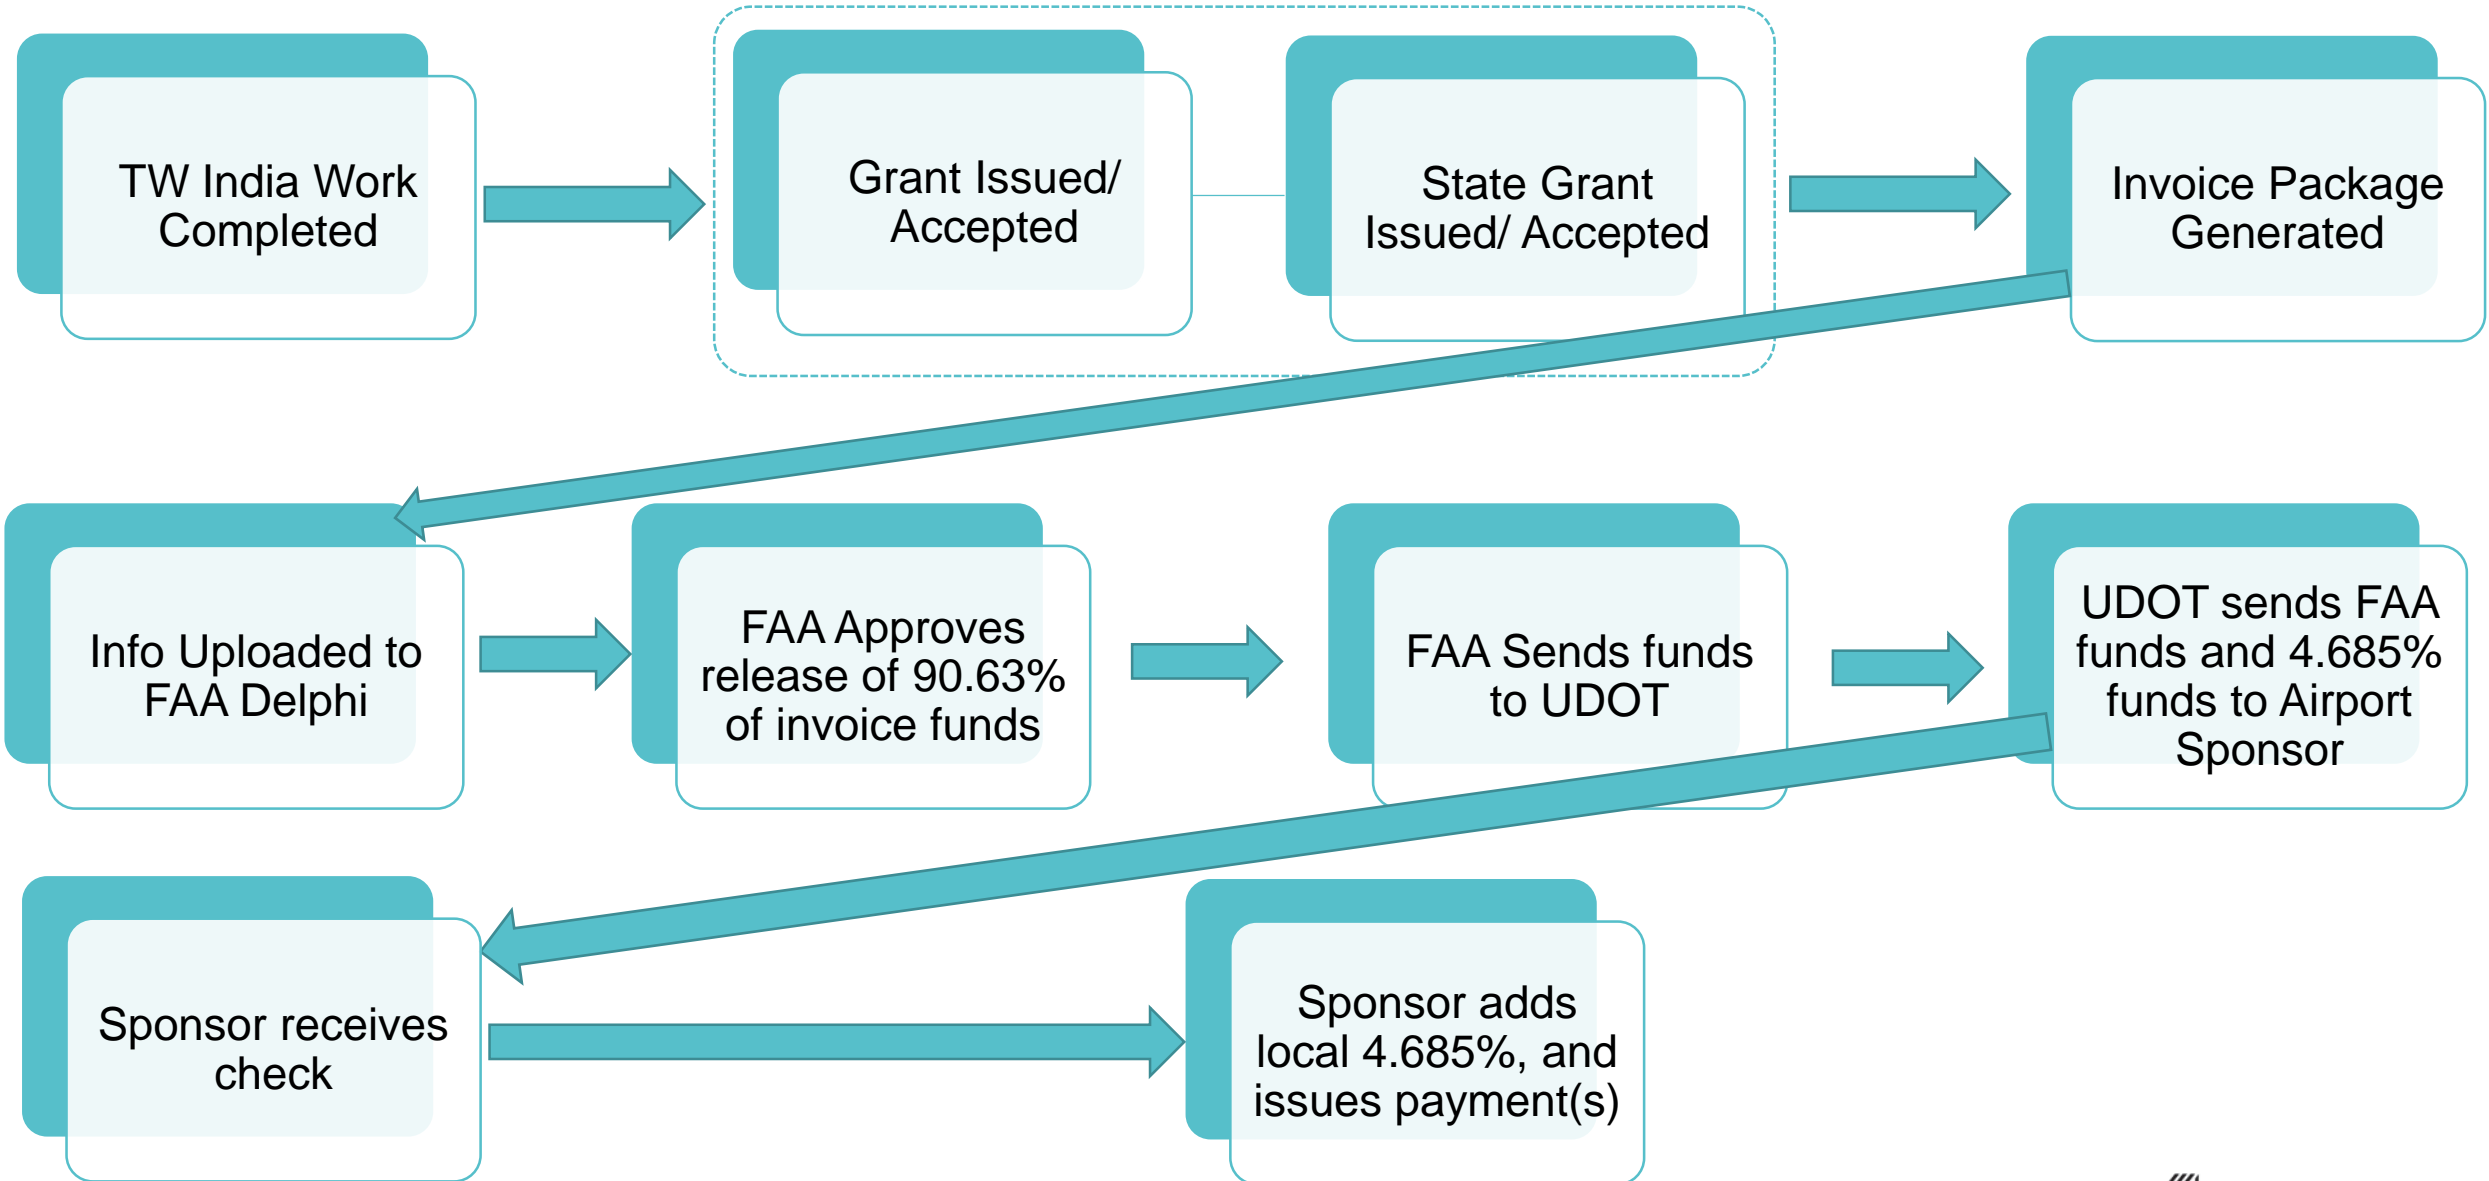 TW India Work
Completed
Grant Issued/
Accepted
State Grant
Issued/ Accepted
Invoice Package
Generated
Info Uploaded to
FAA Delphi
FAA Approves
release of 90.63%
of invoice funds
FAA Sends funds
to UDOT
UDOT sends FAA
funds and 4.685%
funds to Airport
Sponsor
Sponsor receives
check
Sponsor adds
local 4.685%, and
issues payment(s)